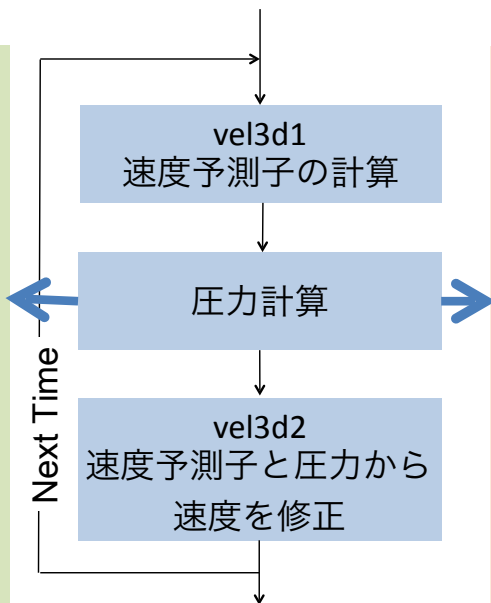 vel3d1
速度予測子の計算
圧力計算
Next Time
vel3d2
速度予測子と圧力から
速度を修正